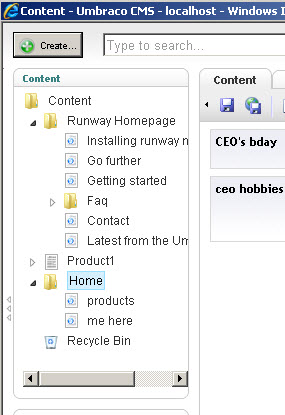 Content - Umbraco CMS - localhost - Windows I
Create...
Type to search...
Content
Content
Runway Homepage
Installing runway n
Go further
Getting started
Faq
Contact
Latest from the Um
Product1
Home
products
me here
Recycle Bin
Content
CEO's bday
ceo hobbies